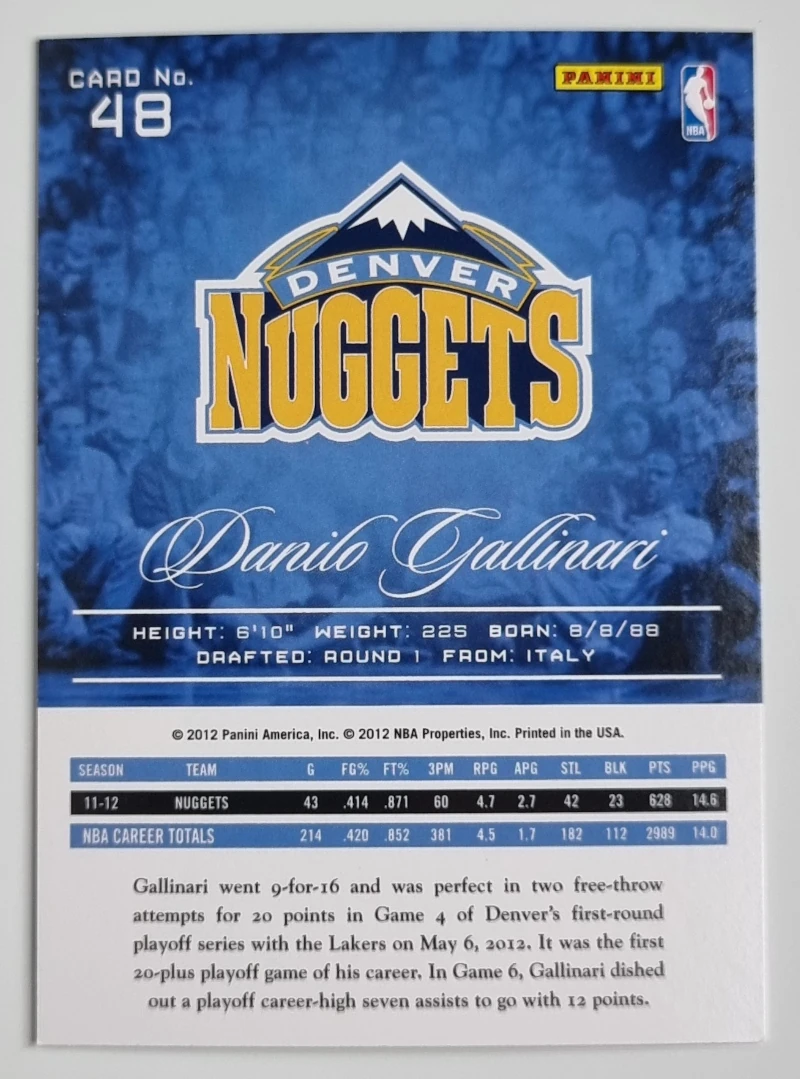 CARD No.
48
PANINI
NBA
DENVER
NUGGETS
Danilo Gallinari
HEIGHT: 6'10" WEIGHT: 225 BORN: 8/8/88
DRAFTED: ROUND 1 FROM: ITALY
© 2012 Panini America, Inc. © 2012 NBA Properties, Inc. Printed in the USA.
SEASON TEAM G FG% FT% 3PM RPG APG STL BLK PTS PPG
11-12 NUGGETS 43 .414 .871 60 4.7 2.7 42 23 628 14.6
NBA CAREER TOTALS 214 .420 .852 381 4.5 1.7 182 112 2989 14.0
Gallinari went 9-for-16 and was perfect in two free-throw
attempts for 20 points in Game 4 of Denver's first-round
playoff series with the Lakers on May 6, 2012. It was the first
20-plus playoff game of his career. In Game 6, Gallinari dished
out a playoff career-high seven assists to go with 12 points.